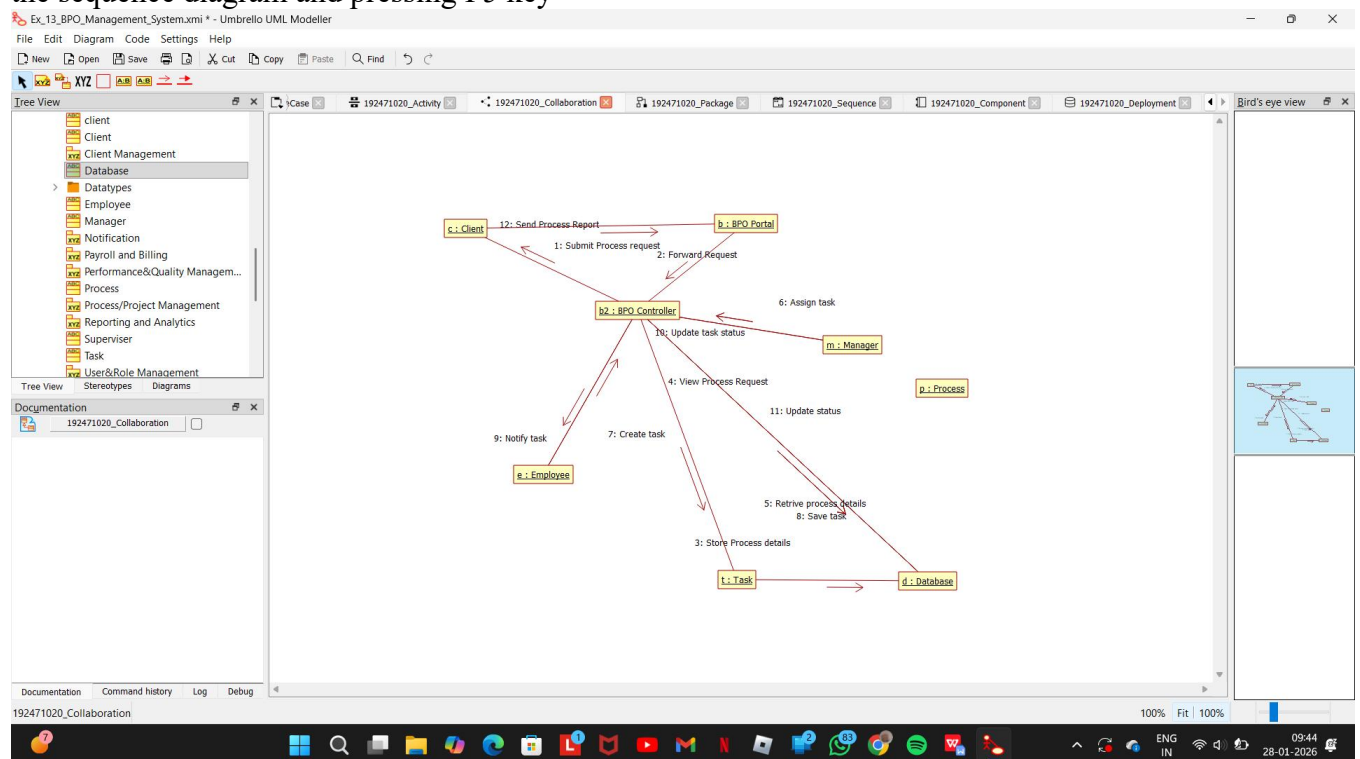 the sequence diagram and pressing F5 key
Ex_13_BPO_Management_System.xmi * - Umbrello UML Modeller
File Edit Diagram Code Settings Help
New Open Save Cut Copy Paste Find
XYZ XYZ A:B A:B
Tree View
Case 192471020_Activity 192471020_Collaboration 192471020_Package 192471020_Sequence 192471020_Component 192471020_Deployment
Bird's eye view
client
Client
Client Management
Database
Datatypes
Employee
Manager
Notification
Payroll and Billing
Performance&Quality Managem...
Process
Process/Project Management
Reporting and Analytics
Superviser
Task
User&Role Management
Tree View Stereotypes Diagrams
Documentation
192471020_Collaboration
c : Client
12: Send Process Report
b : BPO Portal
1: Submit Process request
2: Forward Request
b2 : BPO Controller
6: Assign task
10: Update task status
m : Manager
4: View Process Request
p : Process
11: Update status
9: Notify task
7: Create task
e : Employee
5: Retrive process details
8: Save task
3: Store Process details
t : Task
d : Database
Documentation Command history Log Debug
192471020_Collaboration
100% Fit 100%
7
1
2
83
ENG
IN
09:44
28-01-2026